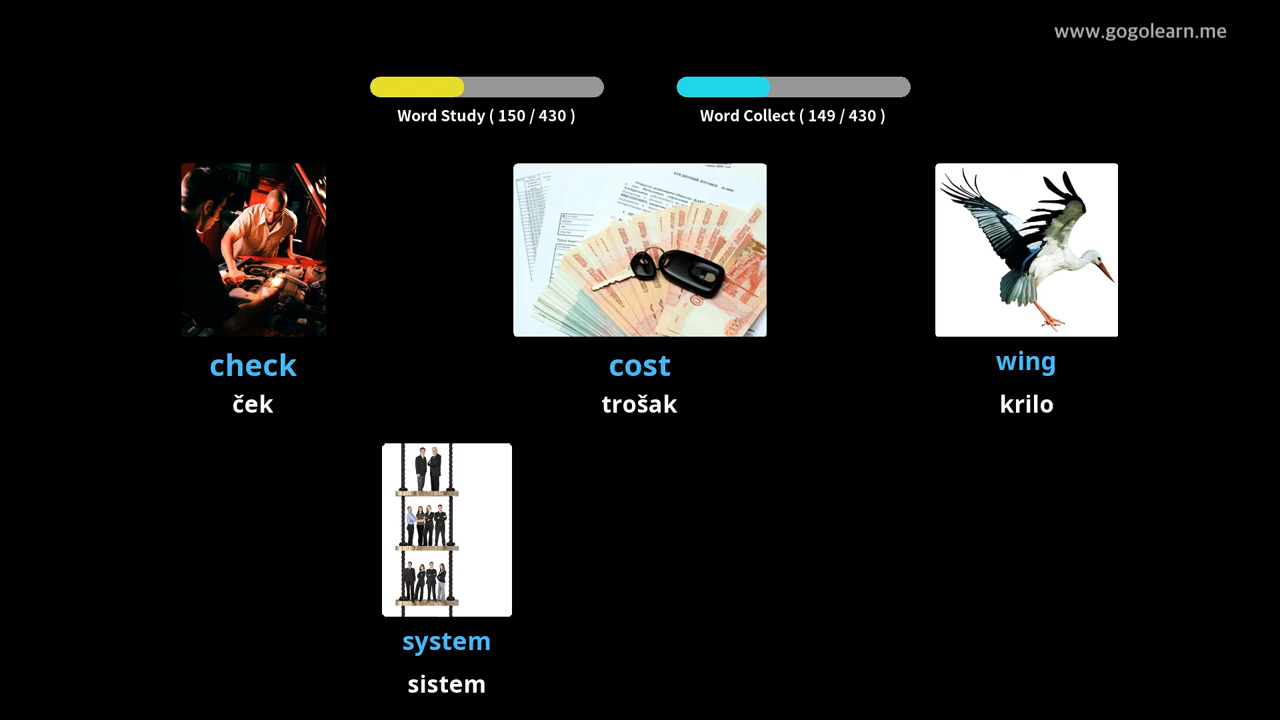 www.gogolearn.me
Word Study ( 150 / 430 )
Word Collect ( 149 / 430 )
check
cost
wing
ček
trošak
krilo
system
sistem